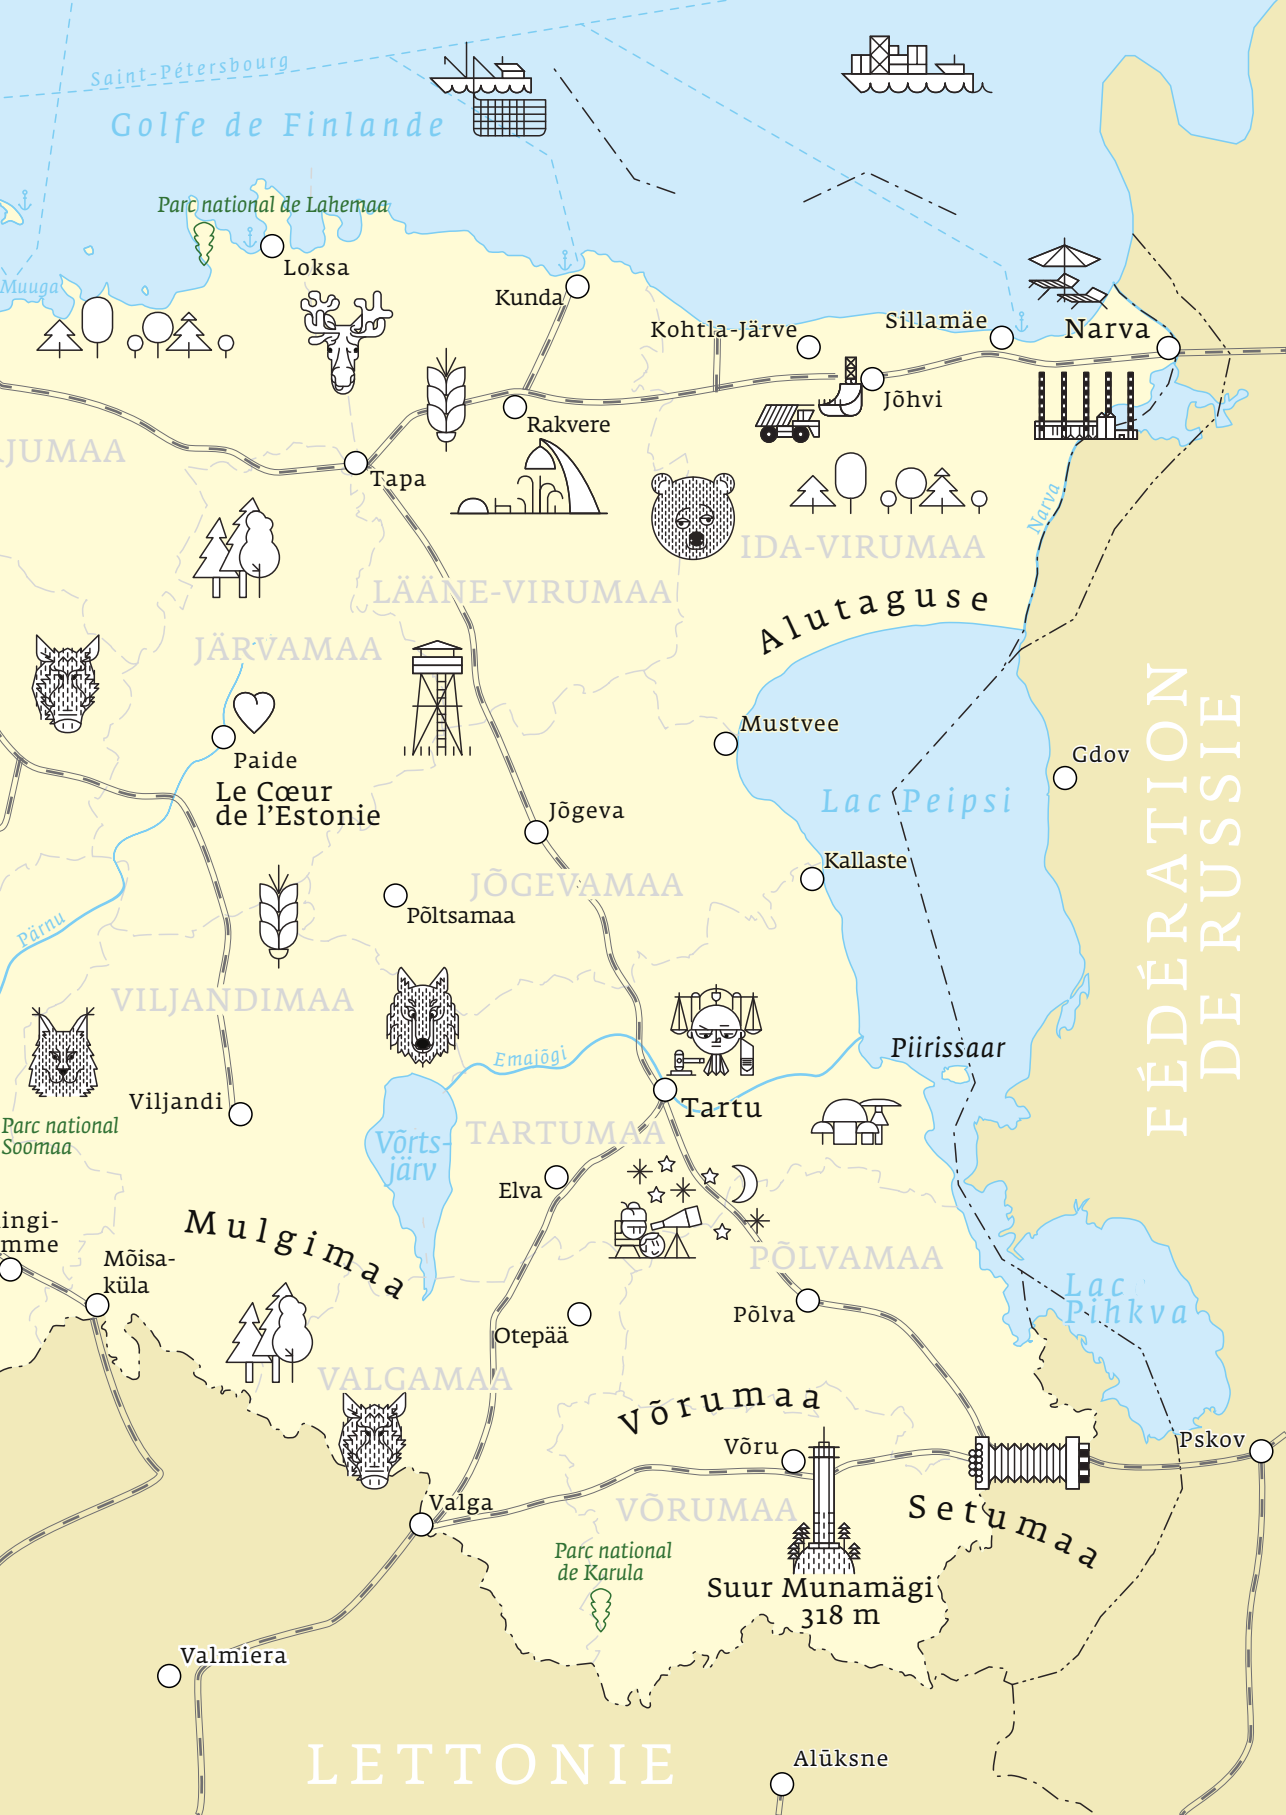 Saint-Pétersbourg
Golfe de Finlande
Parc national de Lahemaa
Loksa
Muuga
Kunda
Kohtla-Järve
Sillamäe
Narva
Jõhvi
Rakvere
JUMAA
Tapa
Narva
IDA-VIRUMAA
LÄÄNE-VIRUMAA
Alutaguse
JÄRVAMAA
Mustvee
Paide
Le Cœur
de l’Estonie
Gdov
FÉDÉRATION
DE RUSSIE
Lac Peipsi
Jõgeva
Kallaste
JÕGEVAMAA
Põltsamaa
Pärnu
VILJANDIMAA
Emajõgi
Piirissaar
Viljandi
Tartu
Parc national
Soomaa
Võrts-
järv
TARTUMAA
Elva
ingi-
mme
Mulgimaa
Mõisa-
küla
PÕLVAMAA
Lac
Pihkva
Põlva
Otepää
VALGAMAA
Võrumaa
Võru
Pskov
Valga
VÕRUMAA
Setumaa
Parc national
de Karula
Suur Munamägi
318 m
Valmiera
LETTONIE
Alūksne